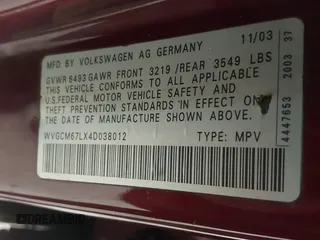 MFD. BY VOLKSWAGEN AG GERMANY 11/03
GVWR 6493 GAWR FRONT 3219 /REAR 3549 LBS
THIS VEHICLE CONFORMS TO ALL APPLICABLE
U.S.FEDERAL MOTOR VEHICLE SAFETY AND
THEFT PREVENTION STANDARDS IN EFFECT ON
THE DATE OF MANUFACTURE SHOWN ABOVE
WVGCM67LX4D038012 TYPE: MPV
4447653 2003 37